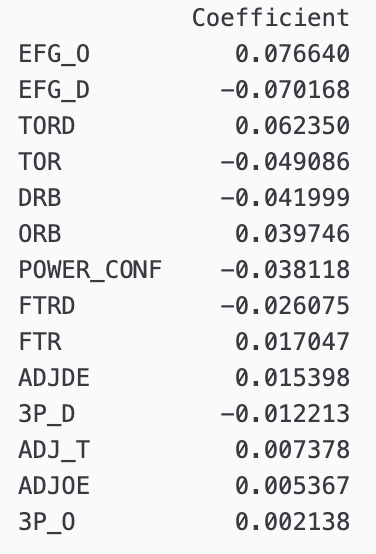 Coefficient
EFG_O 0.076640
EFG_D -0.070168
TORD 0.062350
TOR -0.049086
DRB -0.041999
ORB 0.039746
POWER_CONF -0.038118
FTRD -0.026075
FTR 0.017047
ADJDE 0.015398
3P_D -0.012213
ADJ_T 0.007378
ADJOE 0.005367
3P_O 0.002138